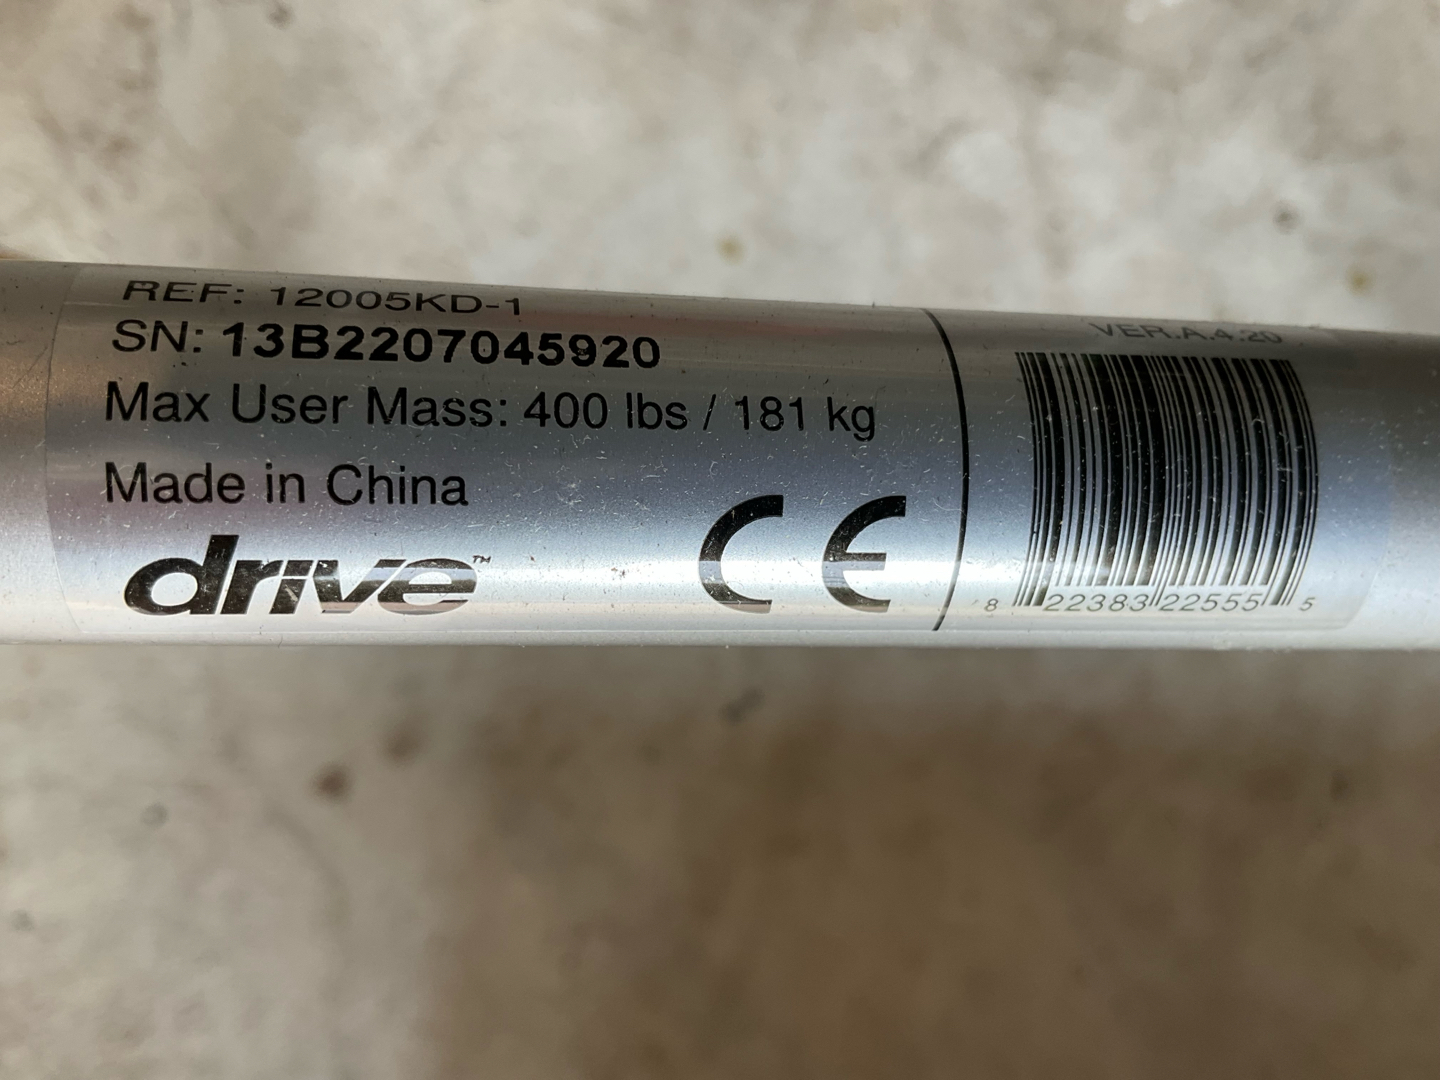 REF: 12005KD-1
SN: 13B2207045920
Max User Mass: 400 lbs / 181 kg
Made in China
drive™
CE
VER.A.4.20
8 22383 22555 5